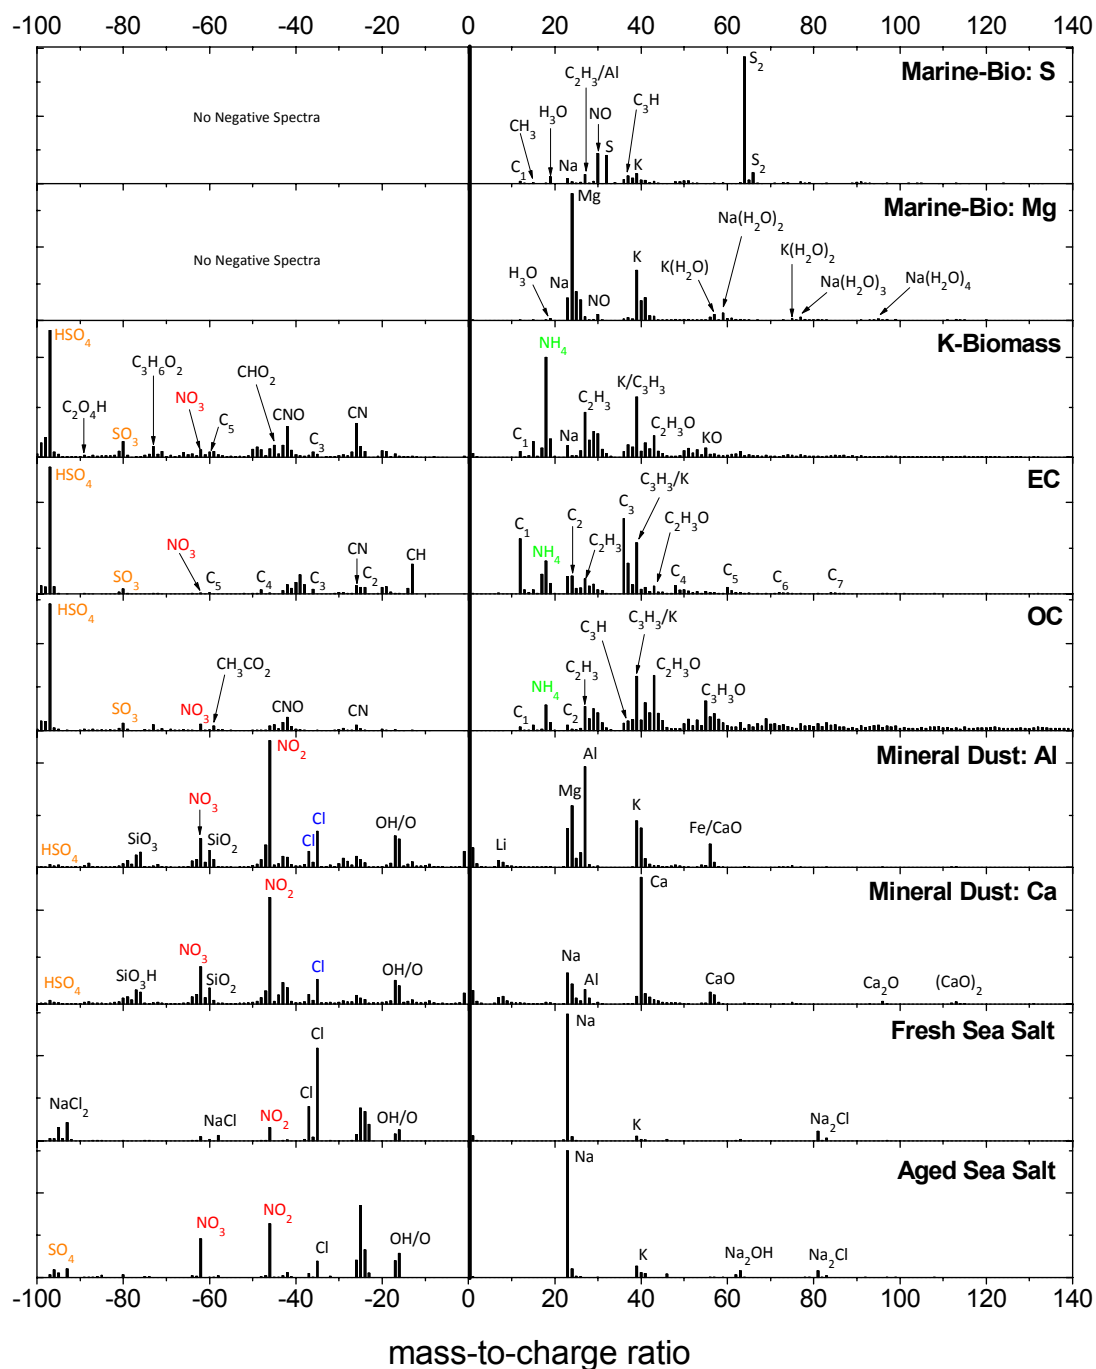 -100 -80 -60 -40 -20 0 20 40 60 80 100 120 140
Marine-Bio: S
No Negative Spectra
C₁ CH₃ H₃O Na C₂H₃/Al NO S C₃H K S₂ S₂
Marine-Bio: Mg
No Negative Spectra
H₃O Na Mg NO K K(H₂O) Na(H₂O)₂ K(H₂O)₂ Na(H₂O)₃ Na(H₂O)₄
K-Biomass
HSO₄ C₂O₄H SO₃ C₃H₆O₂ NO₃ C₅ CHO₂ CNO C₃ CN C₁ NH₄ Na C₂H₃ K/C₃H₃ C₂H₃O KO
EC
HSO₄ SO₃ NO₃ C₅ C₄ C₃ CN C₂ CH C₁ NH₄ C₂ C₂H₃ C₃ C₃H₃/K C₂H₃O C₄ C₅ C₆ C₇
OC
HSO₄ SO₃ NO₃ CH₃CO₂ CNO CN C₁ NH₄ C₂ C₂H₃ C₃H C₃H₃/K C₂H₃O C₃H₃O
Mineral Dust: Al
HSO₄ SiO₃ NO₃ SiO₂ NO₂ Cl Cl OH/O Li Mg Al K Fe/CaO
Mineral Dust: Ca
HSO₄ SiO₃H NO₃ SiO₂ NO₂ Cl OH/O Na Al Ca CaO Ca₂O (CaO)₂
Fresh Sea Salt
NaCl₂ NaCl NO₂ Cl Cl OH/O Na K Na₂Cl
Aged Sea Salt
SO₄ NO₃ NO₂ Cl OH/O Na K Na₂OH Na₂Cl
-100 -80 -60 -40 -20 0 20 40 60 80 100 120 140
mass-to-charge ratio